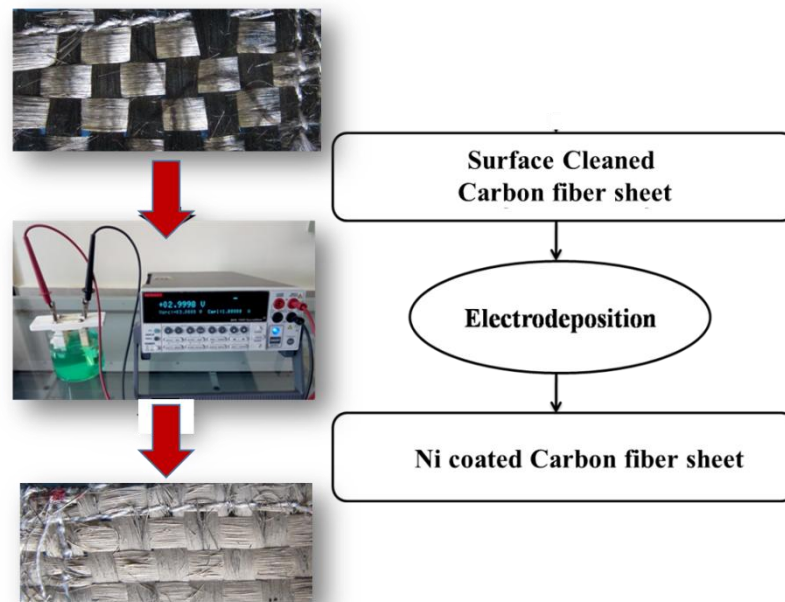 Surface Cleaned
Carbon fiber sheet
+02.9998 V
Electrodeposition
Ni coated Carbon fiber sheet